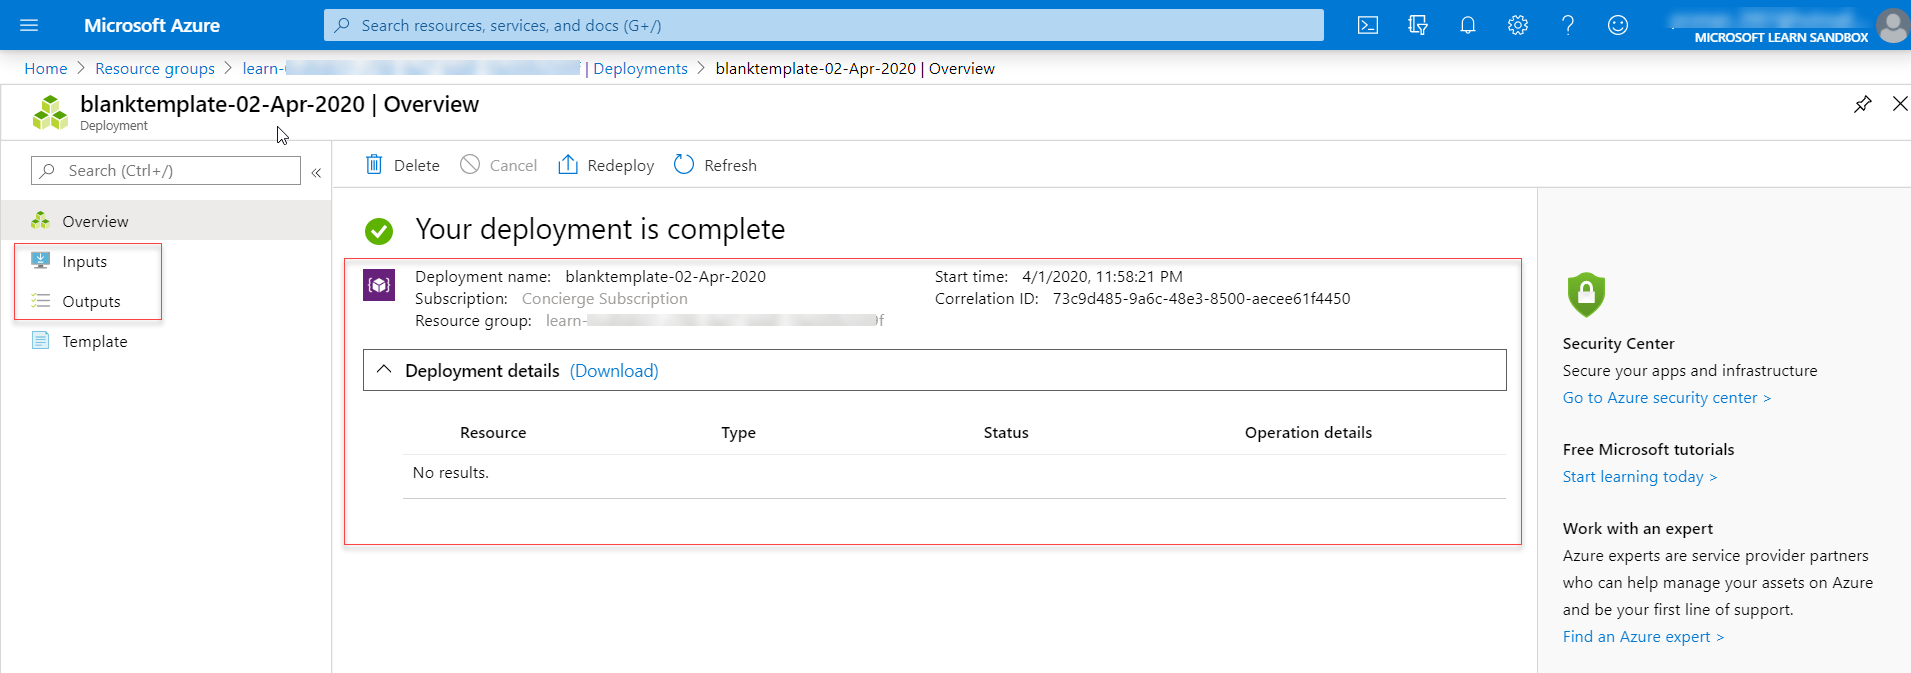 Microsoft Azure
Search resources, services, and docs (G+/)
MICROSOFT LEARN SANDBOX
Home > Resource groups > learn- | Deployments > blanktemplate-02-Apr-2020 | Overview
blanktemplate-02-Apr-2020 | Overview
Deployment
Search (Ctrl+/)
«
Overview
Inputs
Outputs
Template
Delete Cancel Redeploy Refresh
Your deployment is complete
Deployment name: blanktemplate-02-Apr-2020
Subscription: Concierge Subscription
Resource group: learn- f
Start time: 4/1/2020, 11:58:21 PM
Correlation ID: 73c9d485-9a6c-48e3-8500-aecee61f4450
Deployment details (Download)
Resource Type Status Operation details
No results.
Security Center
Secure your apps and infrastructure
Go to Azure security center >
Free Microsoft tutorials
Start learning today >
Work with an expert
Azure experts are service provider partners
who can help manage your assets on Azure
and be your first line of support.
Find an Azure expert >